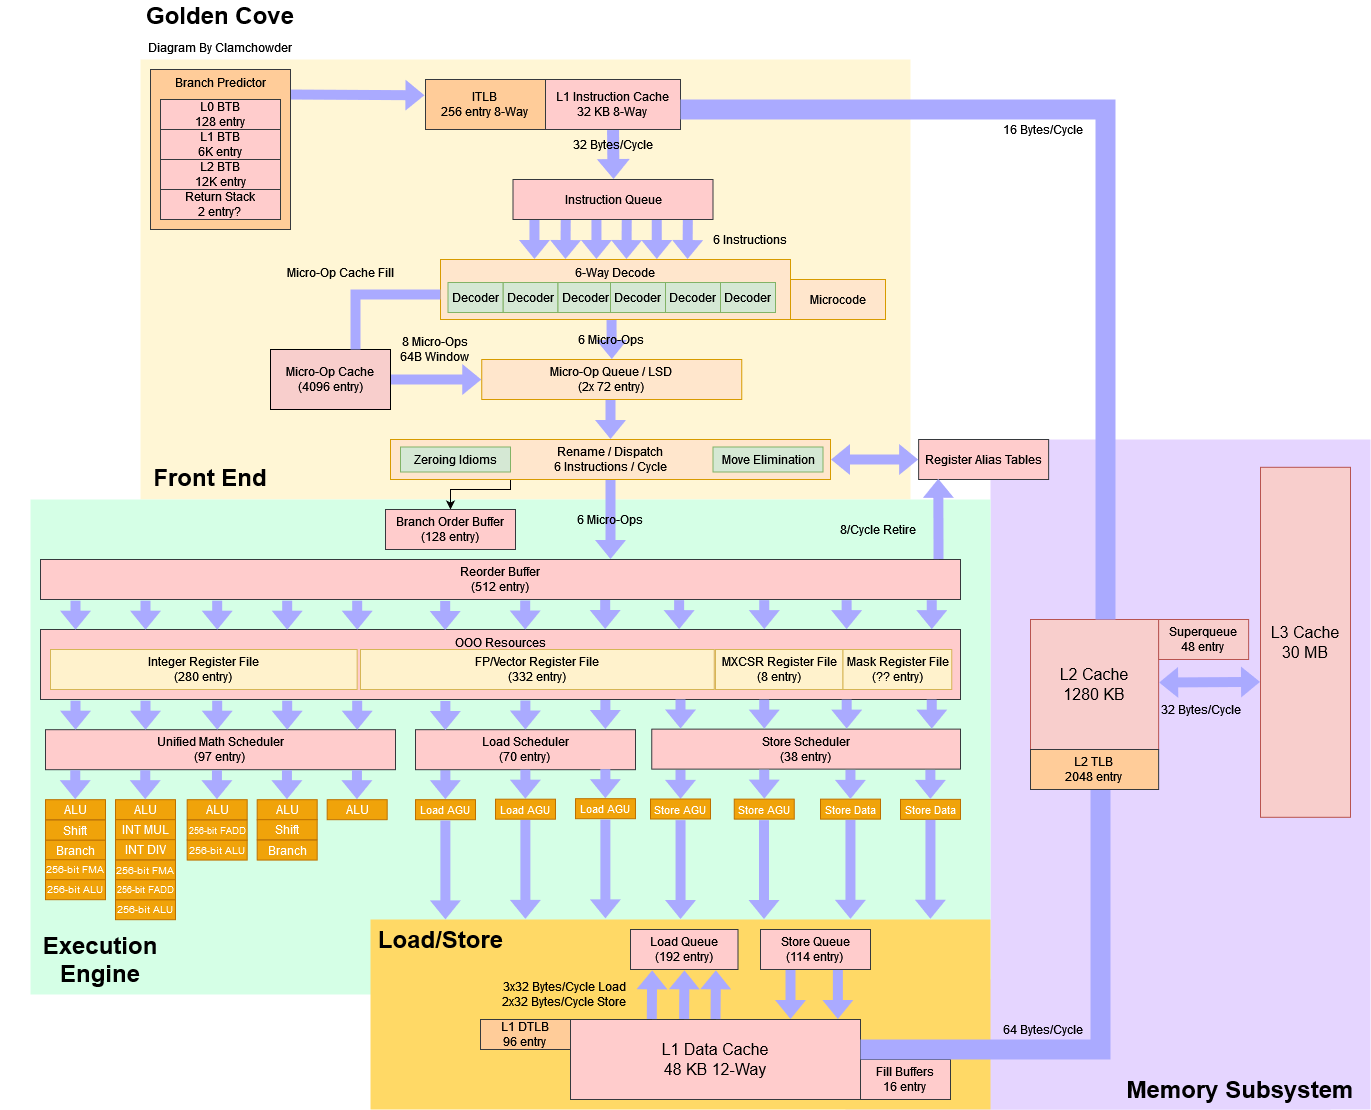 Golden Cove
Diagram By Clamchowder
Branch Predictor
L0 BTB
128 entry
L1 BTB
6K entry
L2 BTB
12K entry
Return Stack
2 entry?
ITLB
256 entry 8-Way
L1 Instruction Cache
32 KB 8-Way
16 Bytes/Cycle
32 Bytes/Cycle
Instruction Queue
6 Instructions
6-Way Decode
Decoder
Decoder
Decoder
Decoder
Decoder
Decoder
Microcode
Micro-Op Cache Fill
8 Micro-Ops
64B Window
6 Micro-Ops
Micro-Op Cache
(4096 entry)
Micro-Op Queue / LSD
(2x 72 entry)
Zeroing Idioms
Rename / Dispatch
6 Instructions / Cycle
Move Elimination
Register Alias Tables
Front End
Branch Order Buffer
(128 entry)
6 Micro-Ops
8/Cycle Retire
Reorder Buffer
(512 entry)
OOO Resources
Integer Register File
(280 entry)
FP/Vector Register File
(332 entry)
MXCSR Register File
(8 entry)
Mask Register File
(?? entry)
Unified Math Scheduler
(97 entry)
Load Scheduler
(70 entry)
Store Scheduler
(38 entry)
ALU
Shift
Branch
256-bit FMA
256-bit ALU
ALU
INT MUL
INT DIV
256-bit FMA
256-bit FADD
256-bit ALU
ALU
256-bit FADD
256-bit ALU
ALU
Shift
Branch
ALU
Load AGU
Load AGU
Load AGU
Store AGU
Store AGU
Store Data
Store Data
Execution
Engine
Load/Store
Load Queue
(192 entry)
Store Queue
(114 entry)
3x32 Bytes/Cycle Load
2x32 Bytes/Cycle Store
L1 DTLB
96 entry
L1 Data Cache
48 KB 12-Way
Fill Buffers
16 entry
64 Bytes/Cycle
L2 Cache
1280 KB
Superqueue
48 entry
32 Bytes/Cycle
L2 TLB
2048 entry
L3 Cache
30 MB
Memory Subsystem